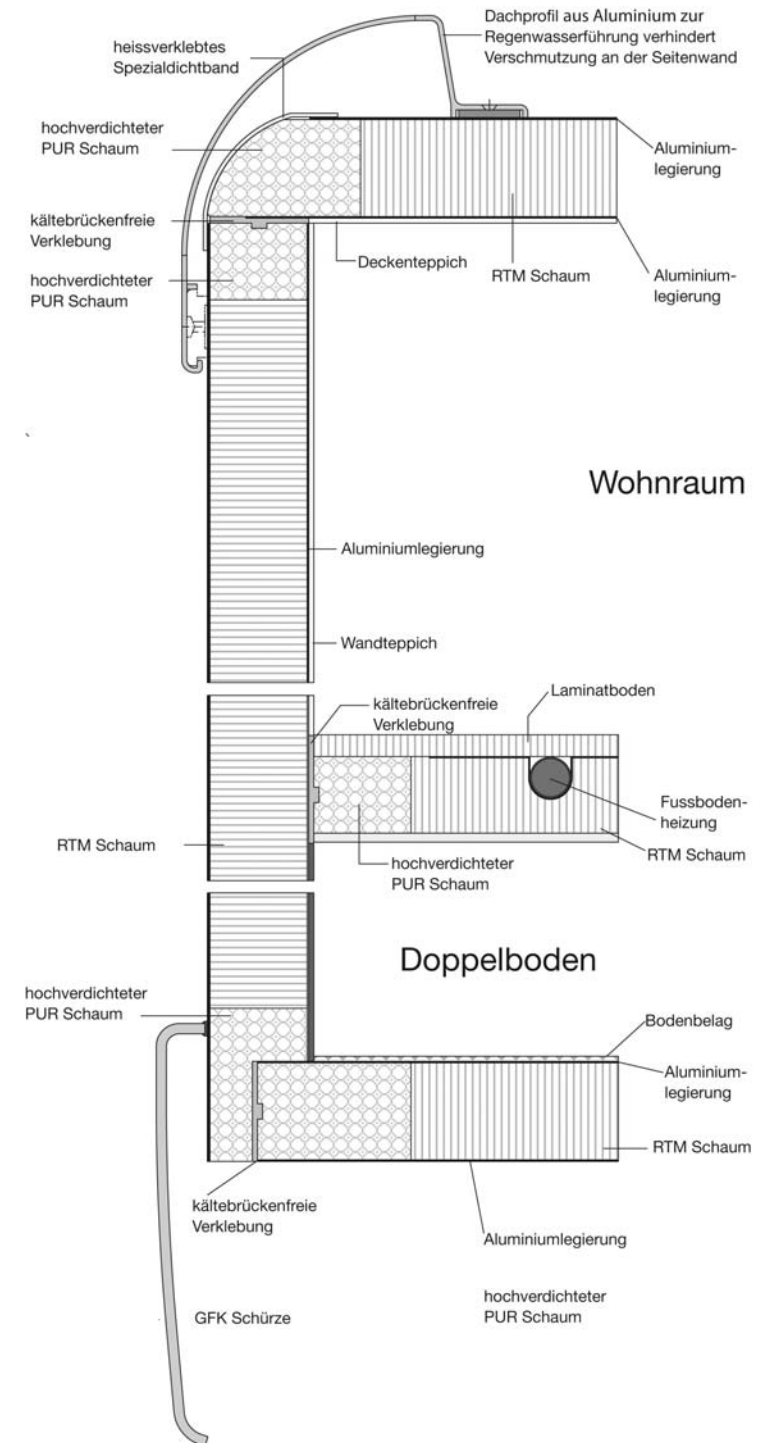 Dachprofil aus Aluminium zur
Regenwasserführung verhindert
Verschmutzung an der Seitenwand
heissverklebtes
Spezialdichtband
hochverdichteter
PUR Schaum
Aluminium-
legierung
kältebrückenfreie
Verklebung
Deckenteppich
RTM Schaum
Aluminium-
legierung
hochverdichteter
PUR Schaum
Wohnraum
Aluminiumlegierung
Wandteppich
Laminatboden
kältebrückenfreie
Verklebung
Fussboden-
heizung
RTM Schaum
RTM Schaum
hochverdichteter
PUR Schaum
Doppelboden
hochverdichteter
PUR Schaum
Bodenbelag
Aluminium-
legierung
RTM Schaum
kältebrückenfreie
Verklebung
Aluminiumlegierung
hochverdichteter
PUR Schaum
GFK Schürze